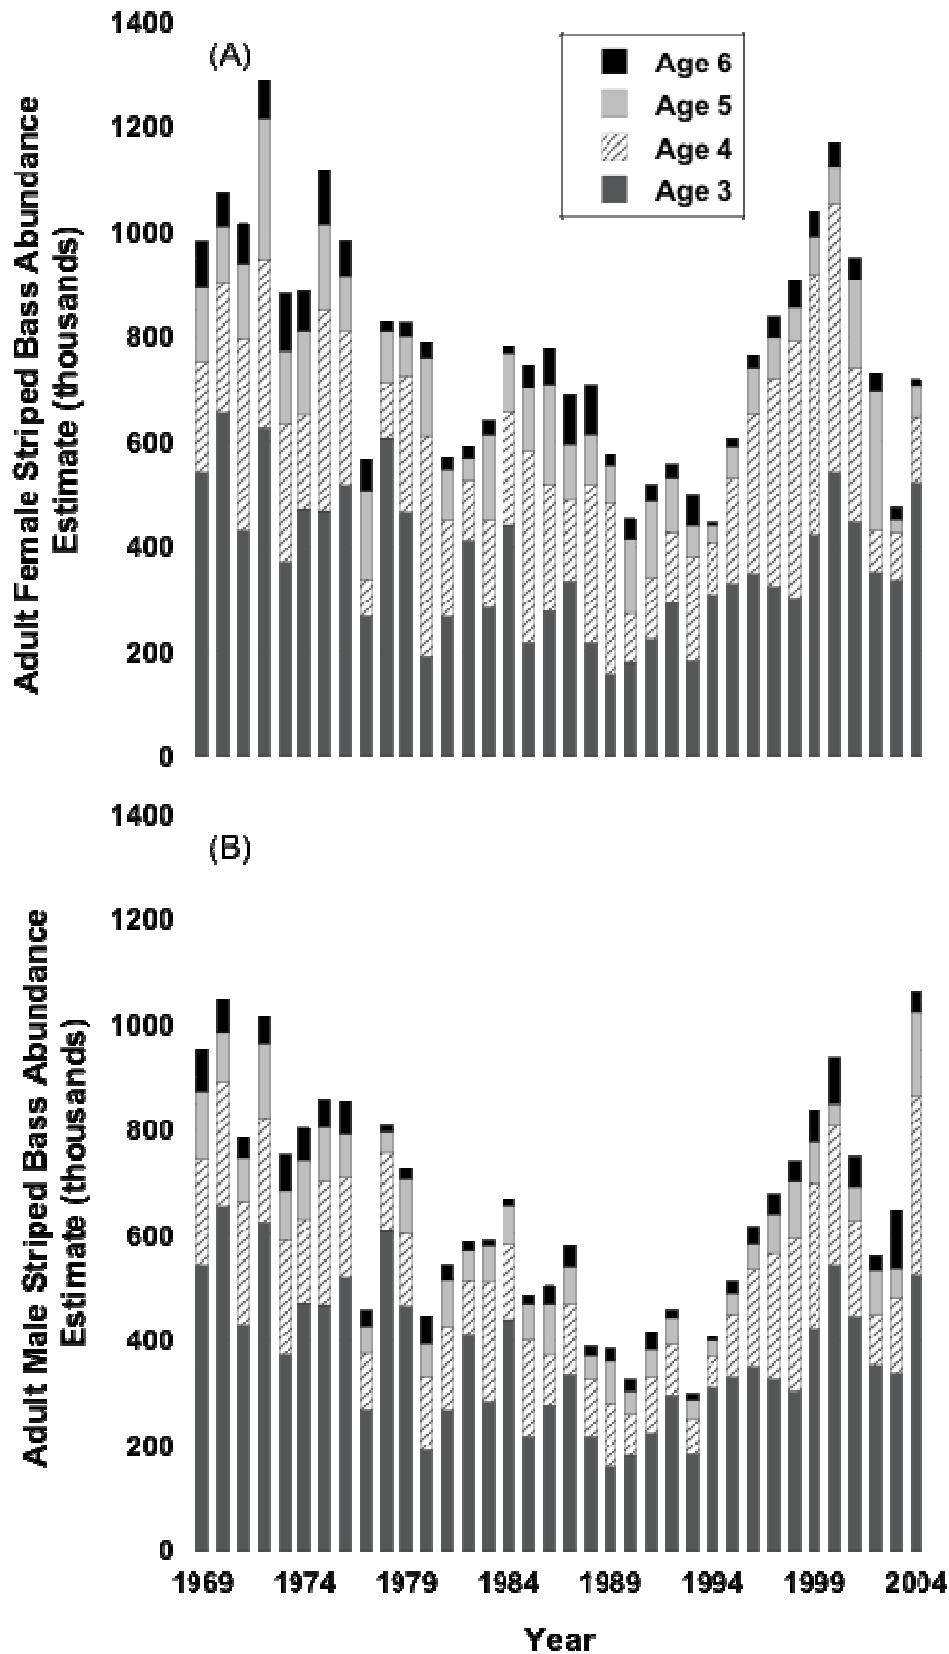 1400
(A)
Age 6
Age 5
Age 4
Age 3
1200
1000
800
600
400
200
0
Adult Female Striped Bass Abundance
Estimate (thousands)
1400
(B)
1200
1000
800
600
400
200
0
Adult Male Striped Bass Abundance
Estimate (thousands)
1969 1974 1979 1984 1989 1994 1999 2004
Year